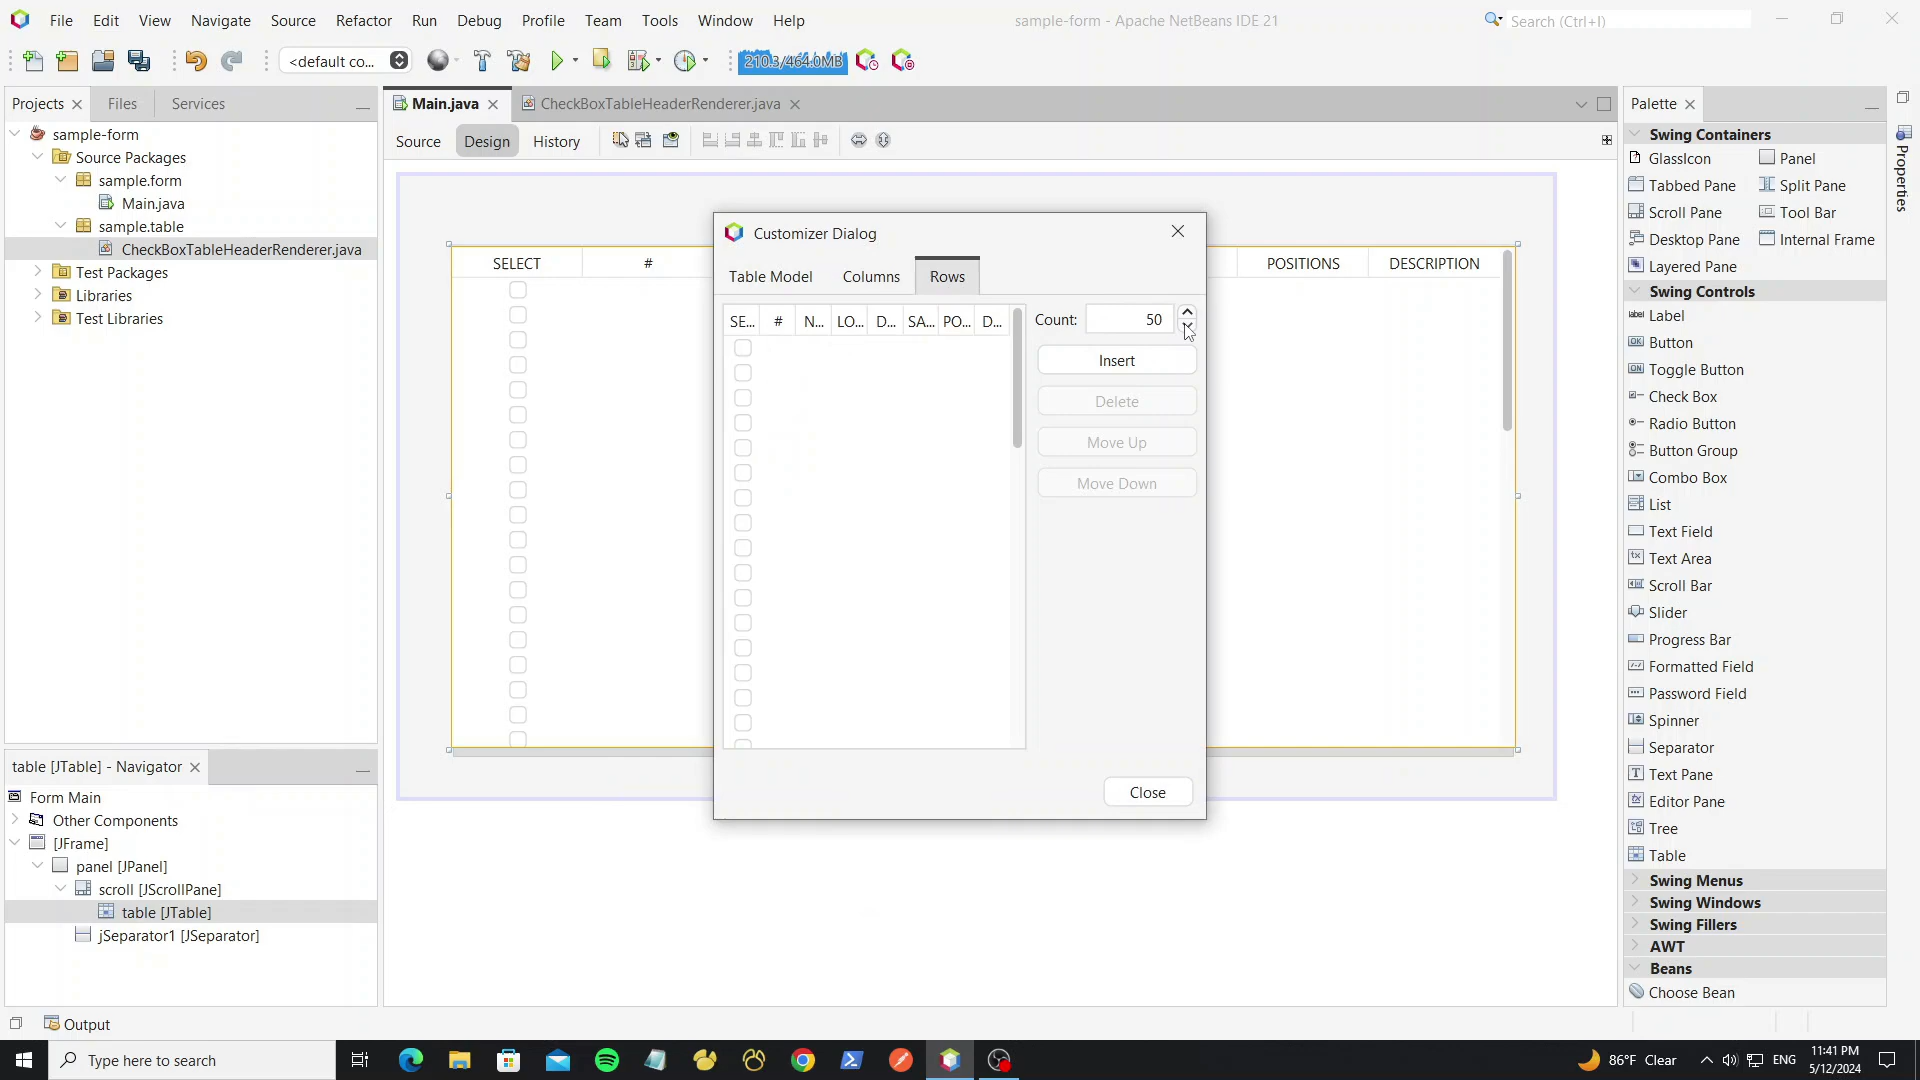 File Edit View Navigate Source Refactor Run Debug Profile Team Tools Window Help
sample-form - Apache NetBeans IDE 21
Search (Ctrl+I)
<default co...
210.3/464.0MB
Projects Files Services
Main.java CheckBoxTableHeaderRenderer.java
Palette
sample-form
Source Packages
sample.form
Main.java
sample.table
CheckBoxTableHeaderRenderer.java
Test Packages
Libraries
Test Libraries
Source Design History
SELECT # POSITIONS DESCRIPTION
Customizer Dialog
Table Model Columns Rows
SE... # N... LO... D... SA... PO... D...
Count: 50
Insert
Delete
Move Up
Move Down
Close
Swing Containers
GlassIcon Panel
Tabbed Pane Split Pane
Scroll Pane Tool Bar
Desktop Pane Internal Frame
Layered Pane
Swing Controls
label Label
OK Button
ON Toggle Button
Check Box
Radio Button
Button Group
Combo Box
List
Text Field
Text Area
Scroll Bar
Slider
Progress Bar
Formatted Field
Password Field
Spinner
Separator
Text Pane
Editor Pane
Tree
Table
Swing Menus
Swing Windows
Swing Fillers
AWT
Beans
Choose Bean
Properties
table [JTable] - Navigator
Form Main
Other Components
[JFrame]
panel [JPanel]
scroll [JScrollPane]
table [JTable]
jSeparator1 [JSeparator]
Output
Type here to search
86°F Clear
ENG
11:41 PM
5/12/2024